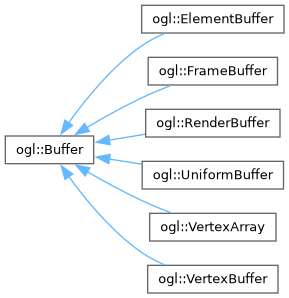 ogl::Buffer
ogl::ElementBuffer
ogl::FrameBuffer
ogl::RenderBuffer
ogl::UniformBuffer
ogl::VertexArray
ogl::VertexBuffer